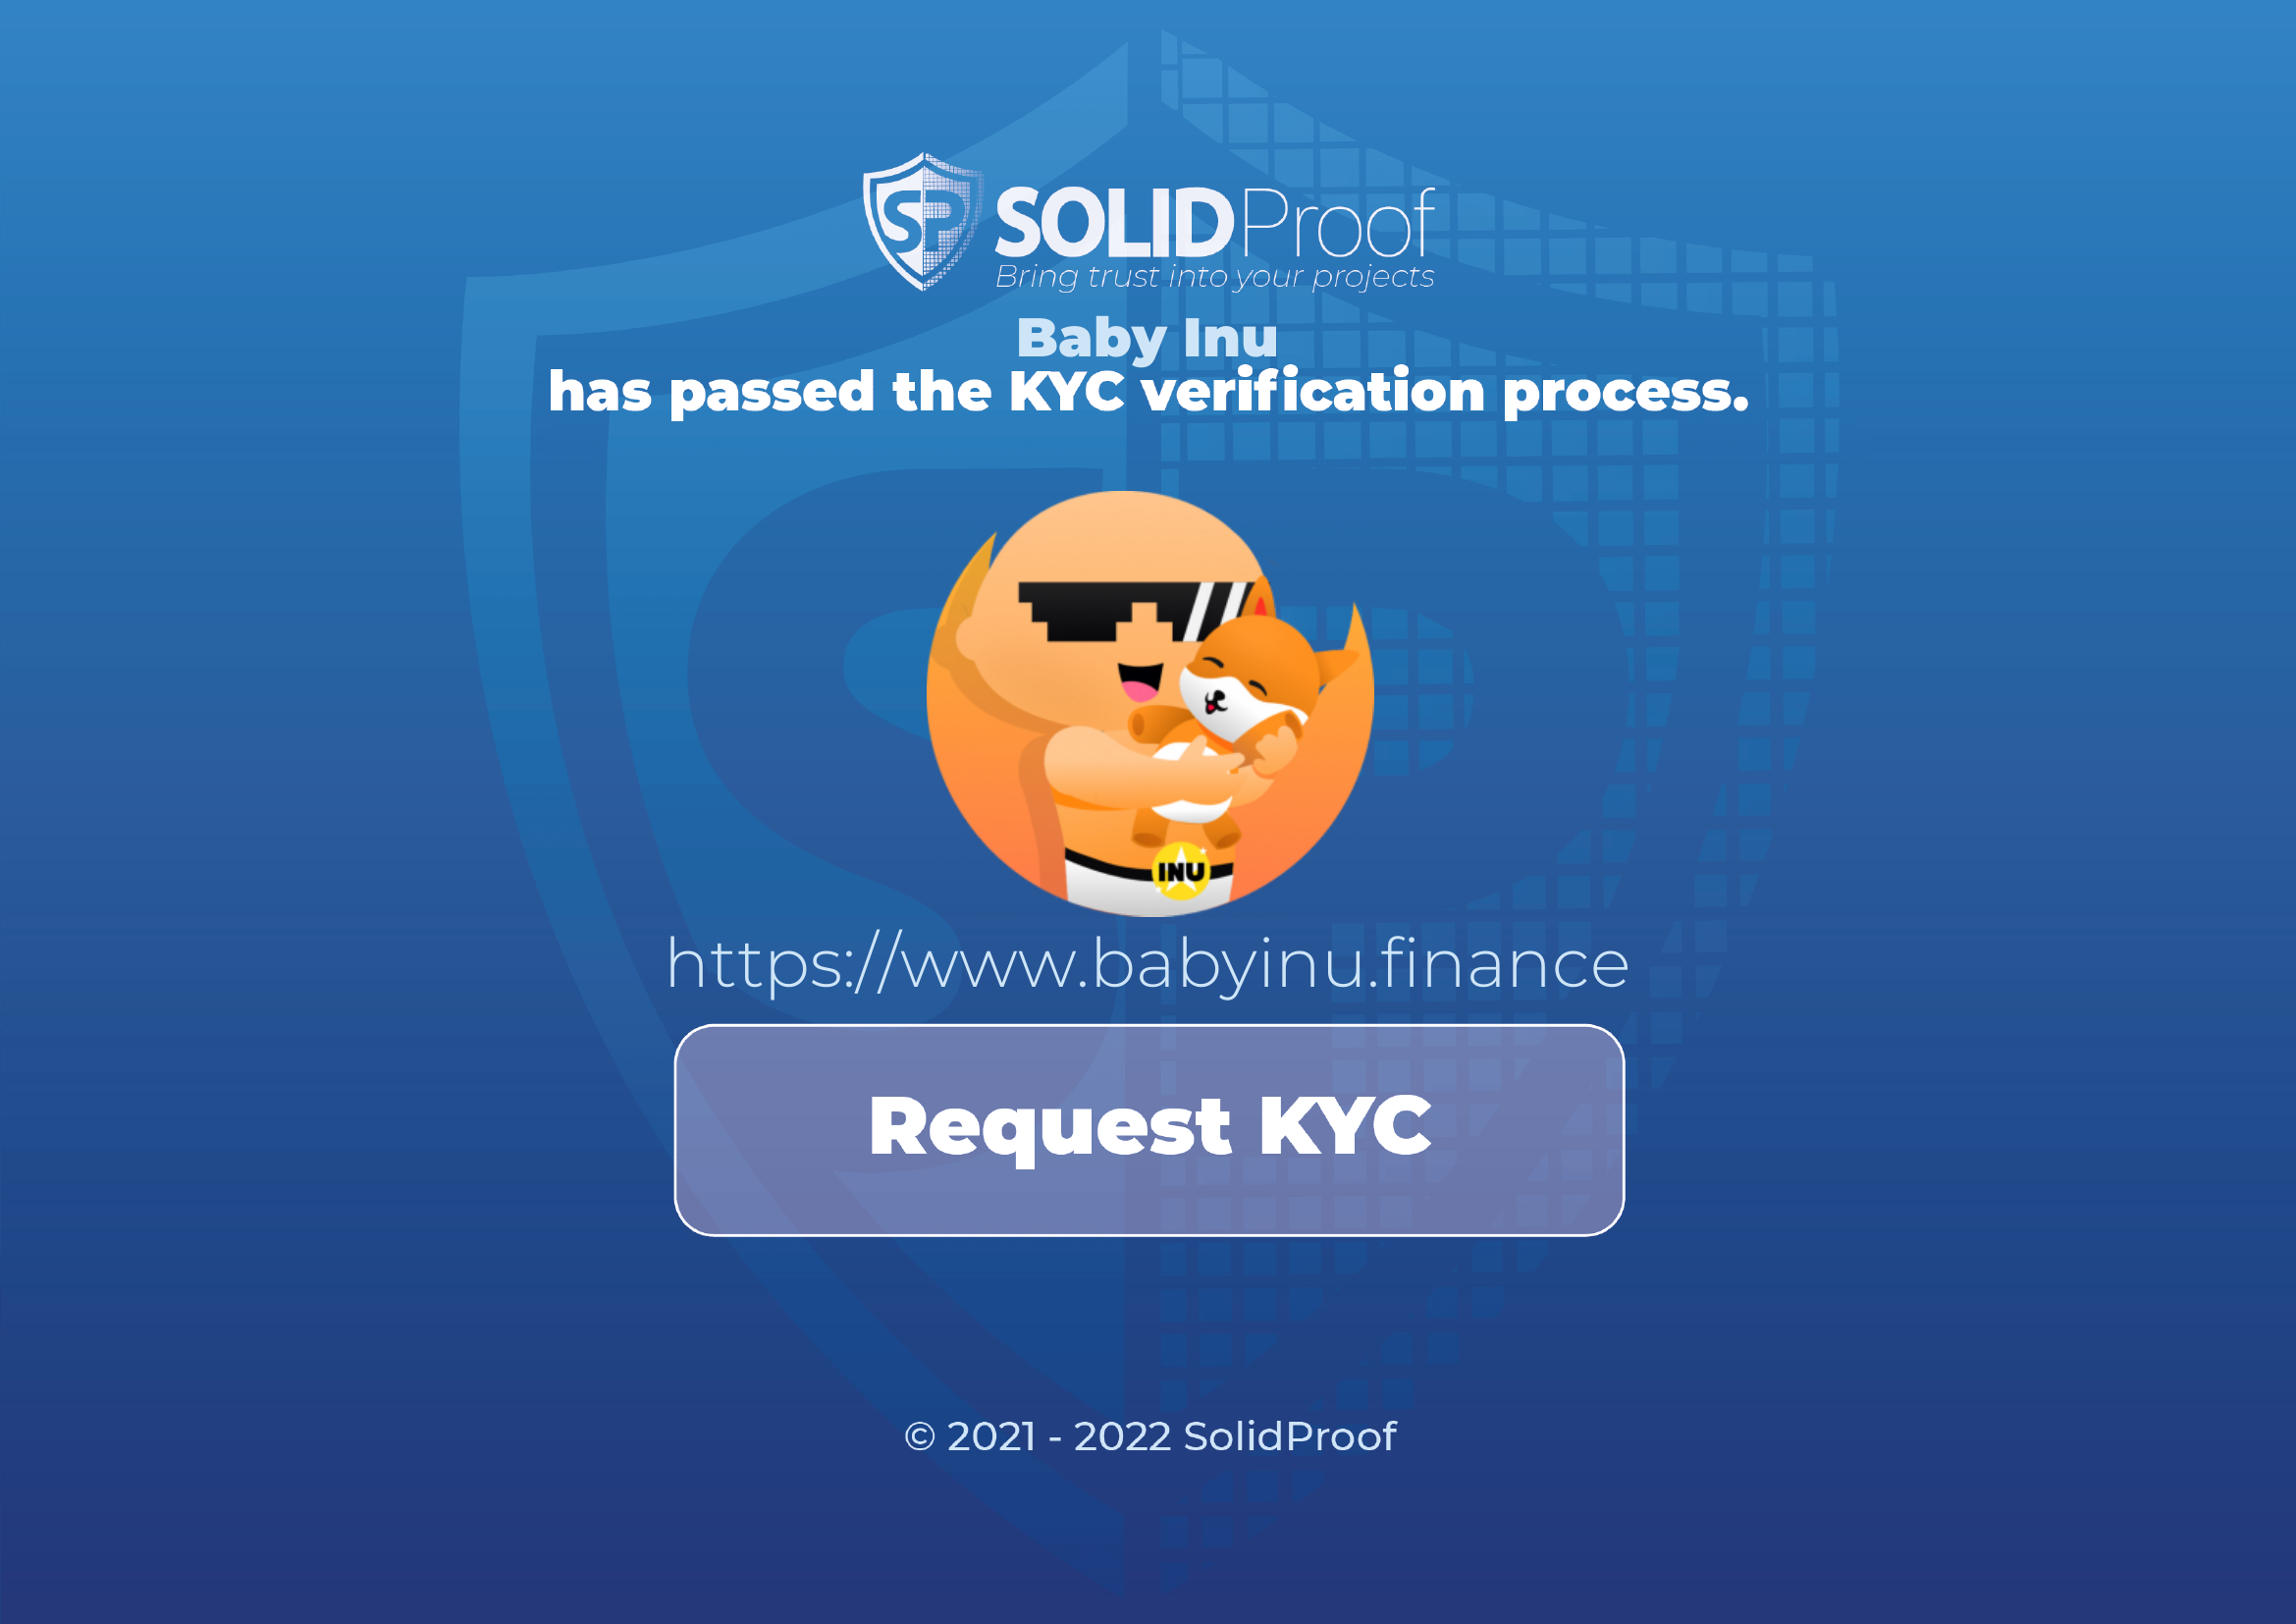 SP SOLIDProof
Bring trust into your projects
Baby Inu
has passed the KYC verification process.
INU
https://www.babyinu.finance
Request KYC
© 2021 - 2022 SolidProof